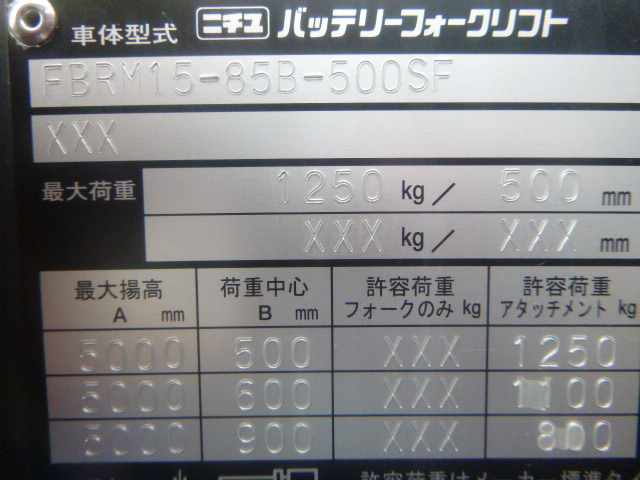 車体型式 ニチユ バッテリーフォークリフト
FBRM15-85B-500SF
XXX
最大荷重 1250 kg／ 500 mm
XXX kg／ XXX mm
最大揚高 A mm 荷重中心 B mm 許容荷重 フォークのみ kg 許容荷重 アタッチメント kg
5000 500 XXX 1250
5000 600 XXX
5000 900 XXX 800